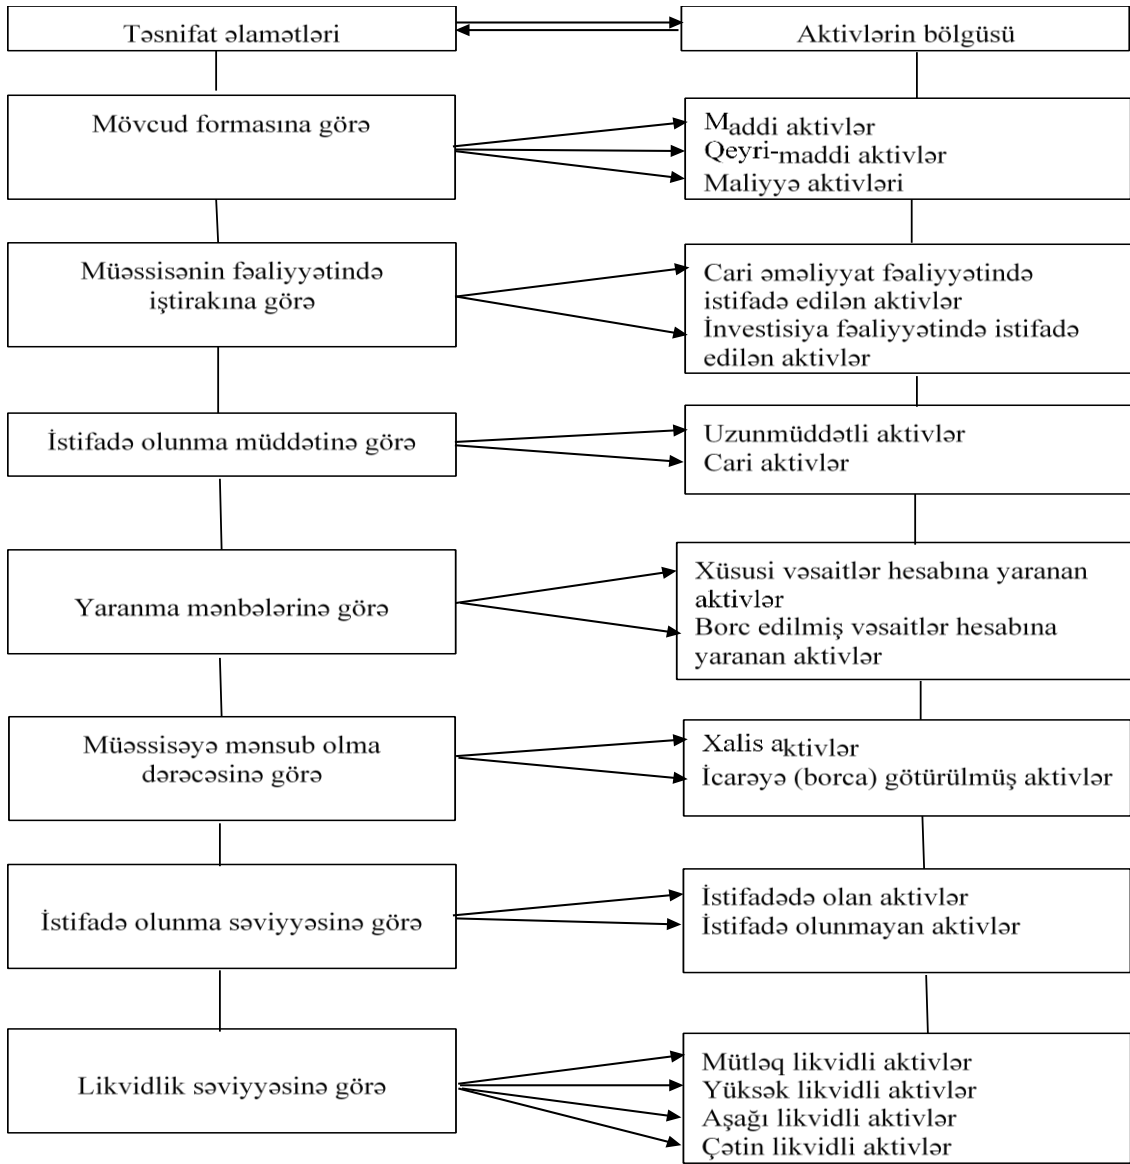 Təsnifat əlamətləri
Aktivlərin bölgüsü
Mövcud formasına görə
Maddi aktivlər
Qeyri-maddi aktivlər
Maliyyə aktivləri
Müəssisənin fəaliyyətində
iştirakına görə
Cari əməliyyat fəaliyyətində
istifadə edilən aktivlər
İnvestisiya fəaliyyətində istifadə
edilən aktivlər
İstifadə olunma müddətinə görə
Uzunmüddətli aktivlər
Cari aktivlər
Yaranma mənbələrinə görə
Xüsusi vəsaitlər hesabına yaranan
aktivlər
Borc edilmiş vəsaitlər hesabına
yaranan aktivlər
Müəssisəyə mənsub olma
dərəcəsinə görə
Xalis aktivlər
İcarəyə (borca) götürülmüş aktivlər
İstifadə olunma səviyyəsinə görə
İstifadədə olan aktivlər
İstifadə olunmayan aktivlər
Likvidlik səviyyəsinə görə
Mütləq likvidli aktivlər
Yüksək likvidli aktivlər
Aşağı likvidli aktivlər
Çətin likvidli aktivlər